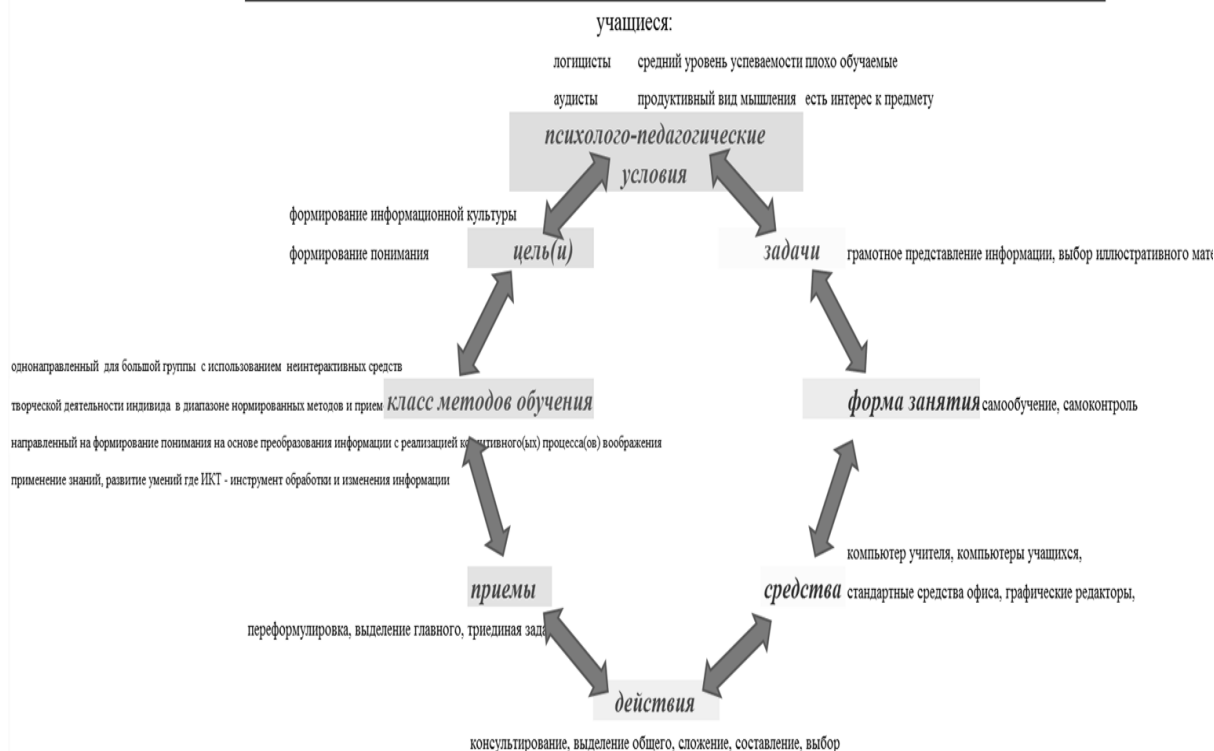 учащиеся:
логицисты средний уровень успеваемости плохо обучаемые
аудисты продуктивный вид мышления есть интерес к предмету
психолого-педагогические
условия
формирование информационной культуры
формирование понимания
цель(и)
задачи
грамотное представление информации, выбор иллюстративного мате
однонаправленный для большой группы с использованием неинтерактивных средств
творческой деятельности индивида в диапазоне нормированных методов и прием
класс методов обучения
направленный на формирование понимания на основе преобразования информации с реализацией процесса(ов) воображения
применение знаний, развитие умений где ИКТ - инструмент обработки и изменения информации
форма занятия
самообучение, самоконтроль
приемы
переформулировка, выделение главного, триединая зада
компьютер учителя, компьютеры учащихся,
средства
стандартные средства офиса, графические редакторы,
действия
консультирование, выделение общего, сложение, составление, выбор